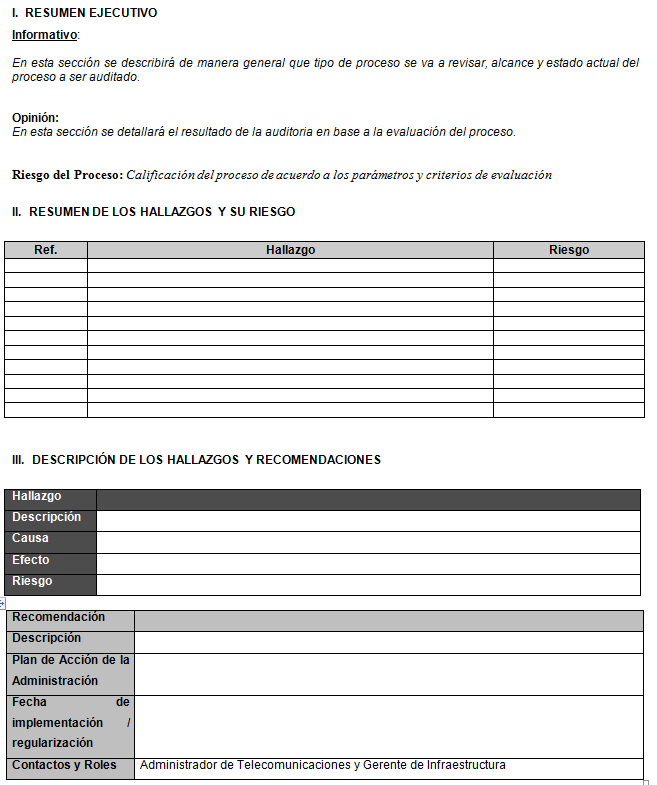 I. RESUMEN EJECUTIVO
Informativo:
En esta sección se describirá de manera general que tipo de proceso se va a revisar, alcance y estado actual del
proceso a ser auditado.
Opinión:
En esta sección se detallará el resultado de la auditoria en base a la evaluación del proceso.
Riesgo del Proceso: Calificación del proceso de acuerdo a los parámetros y criterios de evaluación
II. RESUMEN DE LOS HALLAZGOS Y SU RIESGO
Ref. Hallazgo Riesgo
III. DESCRIPCIÓN DE LOS HALLAZGOS Y RECOMENDACIONES
Hallazgo
Descripción
Causa
Efecto
Riesgo
Recomendación
Descripción
Plan de Acción de la
Administración
Fecha de
implementación /
regularización
Contactos y Roles Administrador de Telecomunicaciones y Gerente de Infraestructura